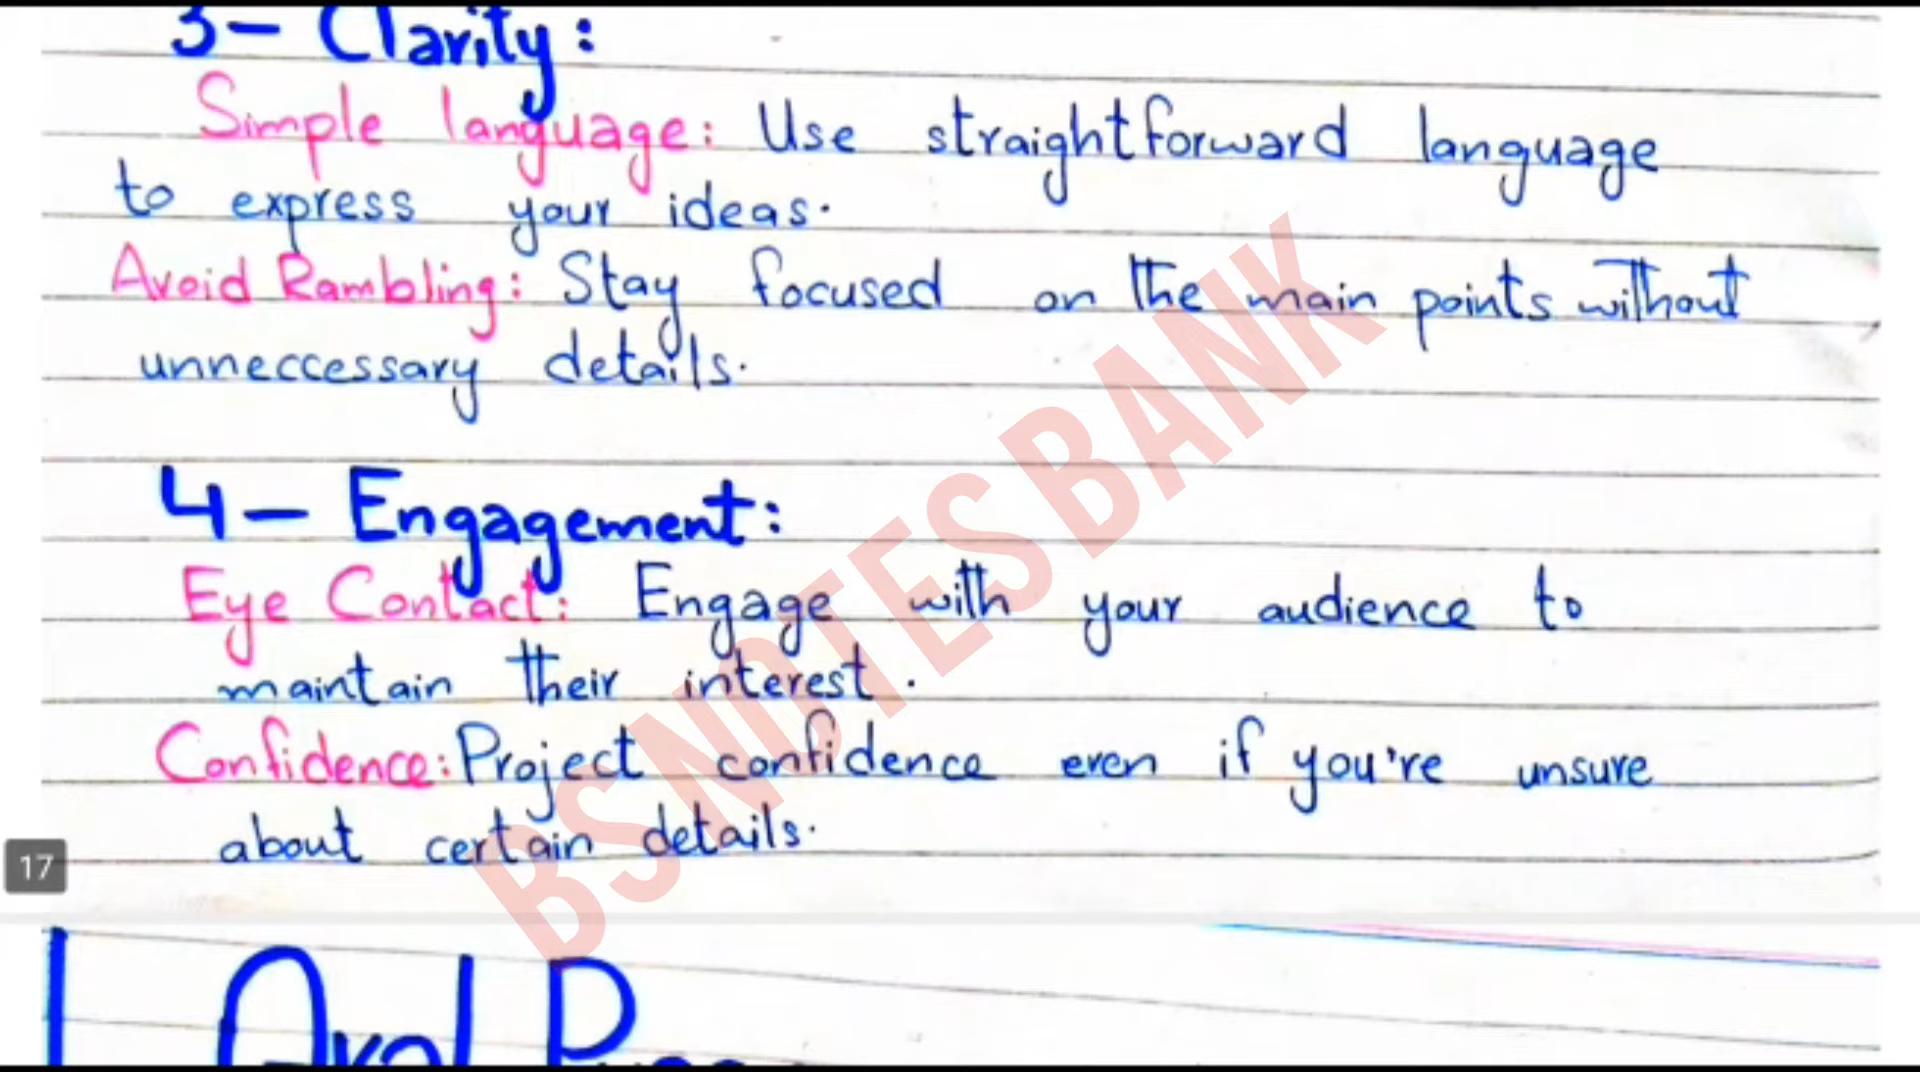 3- Clarity:
Simple language: Use straightforward language
to express your ideas.
Avoid Rambling: Stay focused on the main points without
unneccessary details.
4- Engagement:
Eye Contact: Engage with your audience to
maintain their interest.
Confidence: Project confidence even if you're unsure
about certain details.
17
BSNOTES BANK